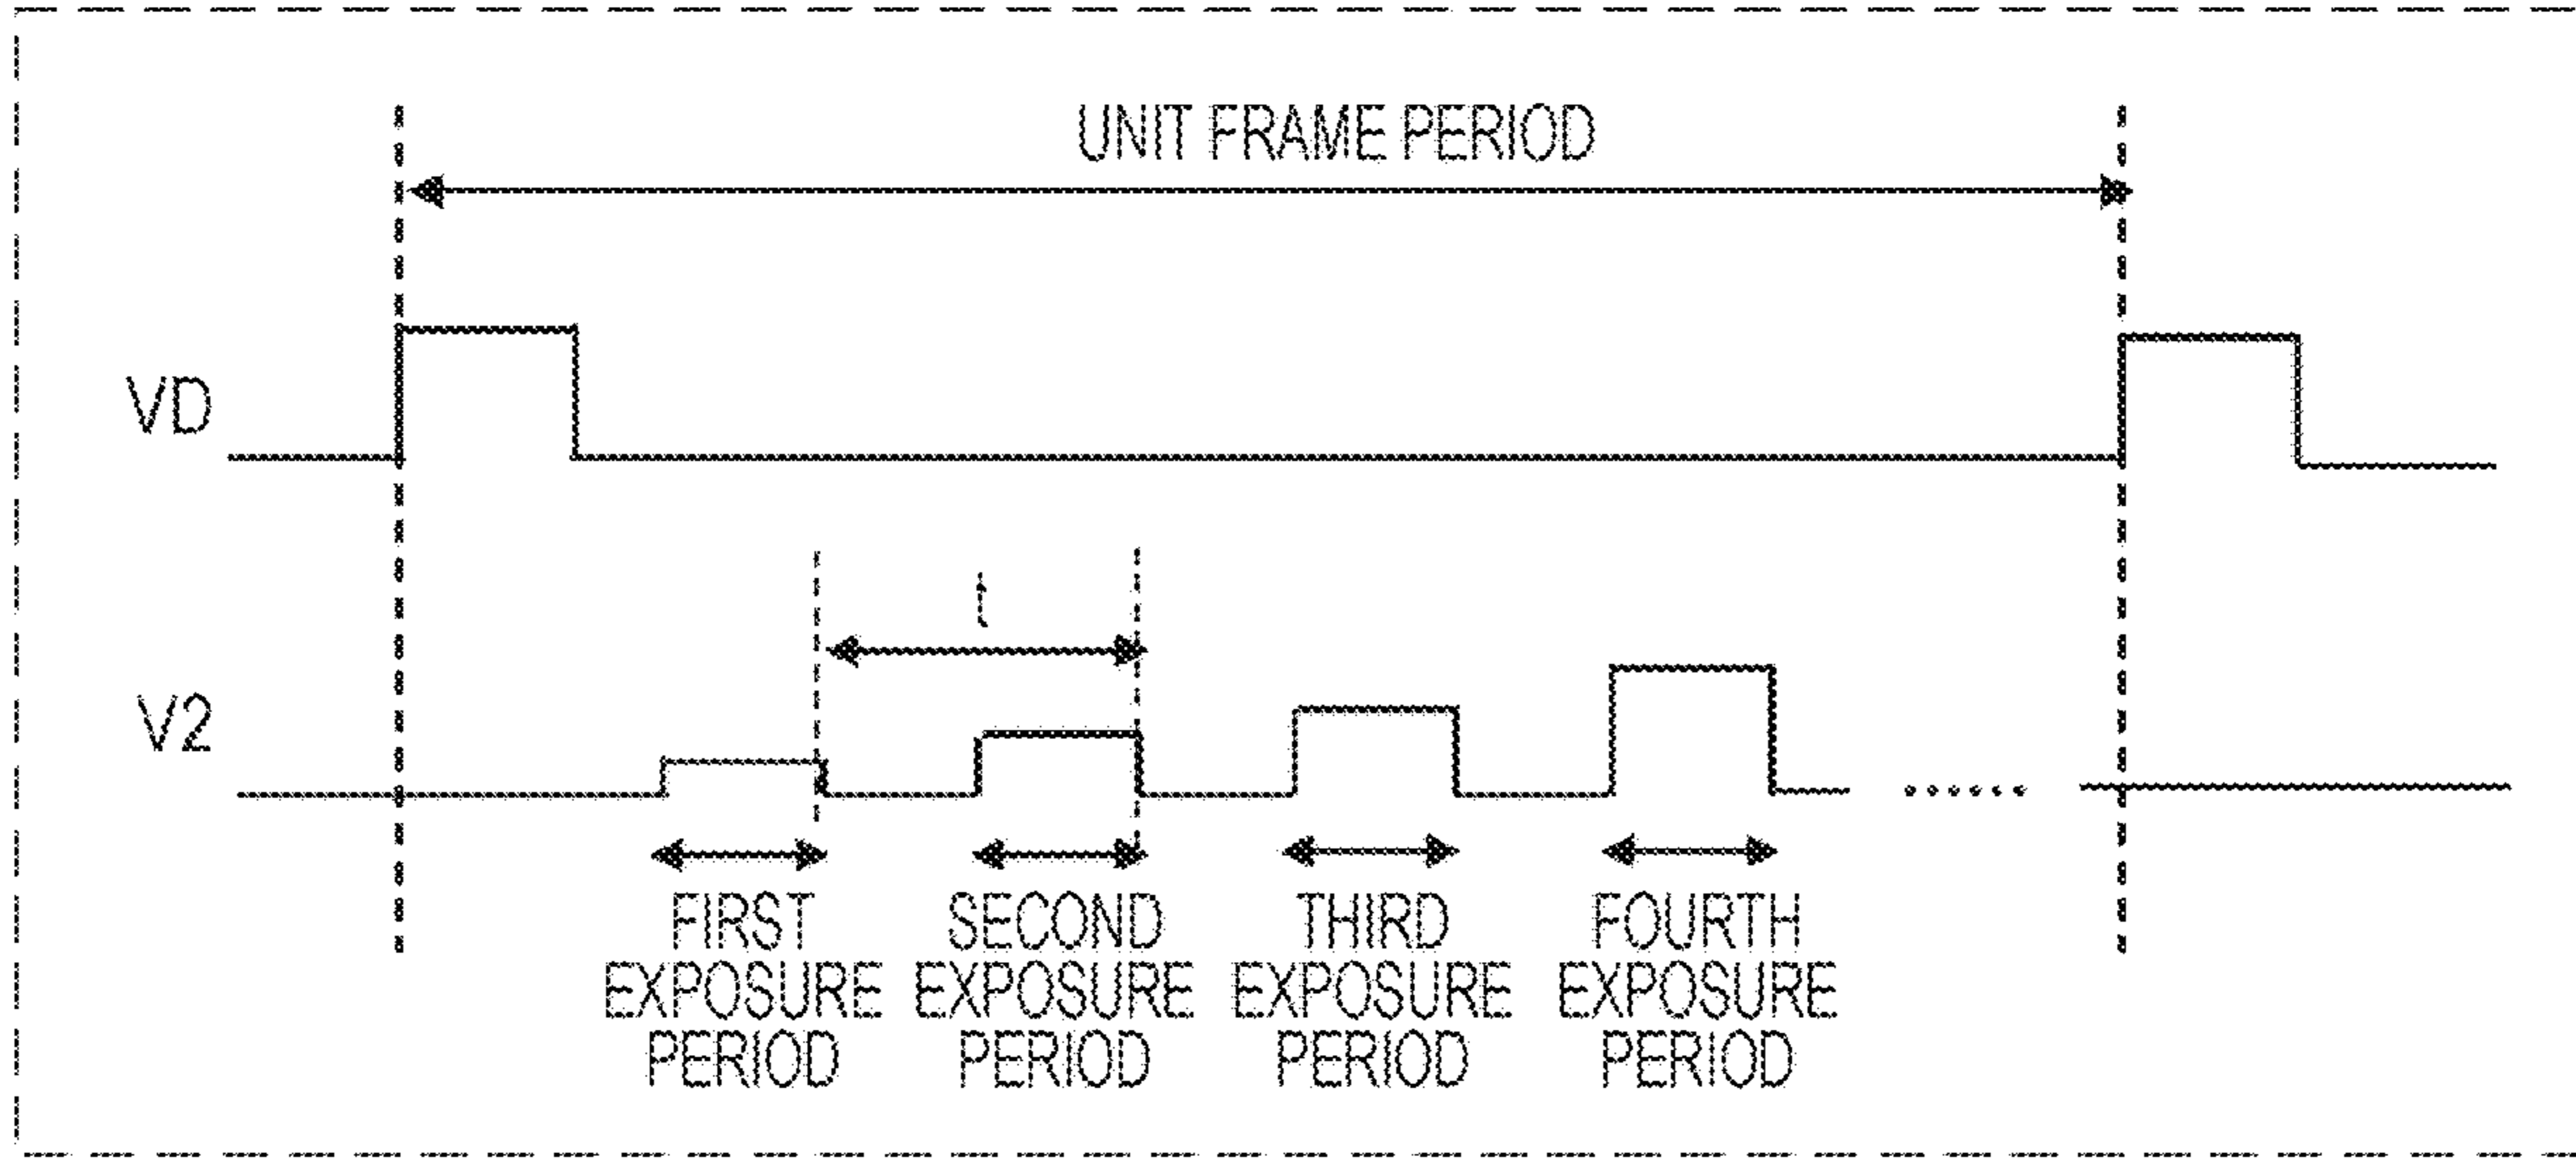 UNIT FRAME PERIOD
VD
t
V2
FIRST
EXPOSURE
PERIOD
SECOND
EXPOSURE
PERIOD
THIRD
EXPOSURE
PERIOD
FOURTH
EXPOSURE
PERIOD